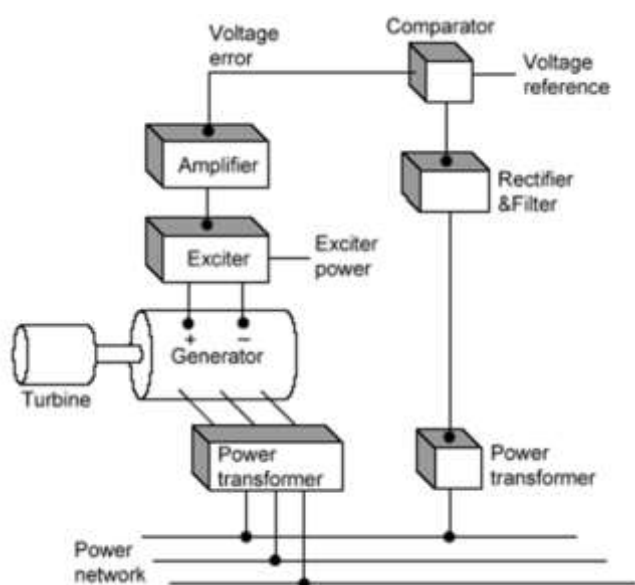 Comparator
Voltage
error
Voltage
reference
Amplifier
Rectifier
&Filter
Exciter
Exciter
power
+ –
Generator
Turbine
Power
transformer
Power
transformer
Power
network